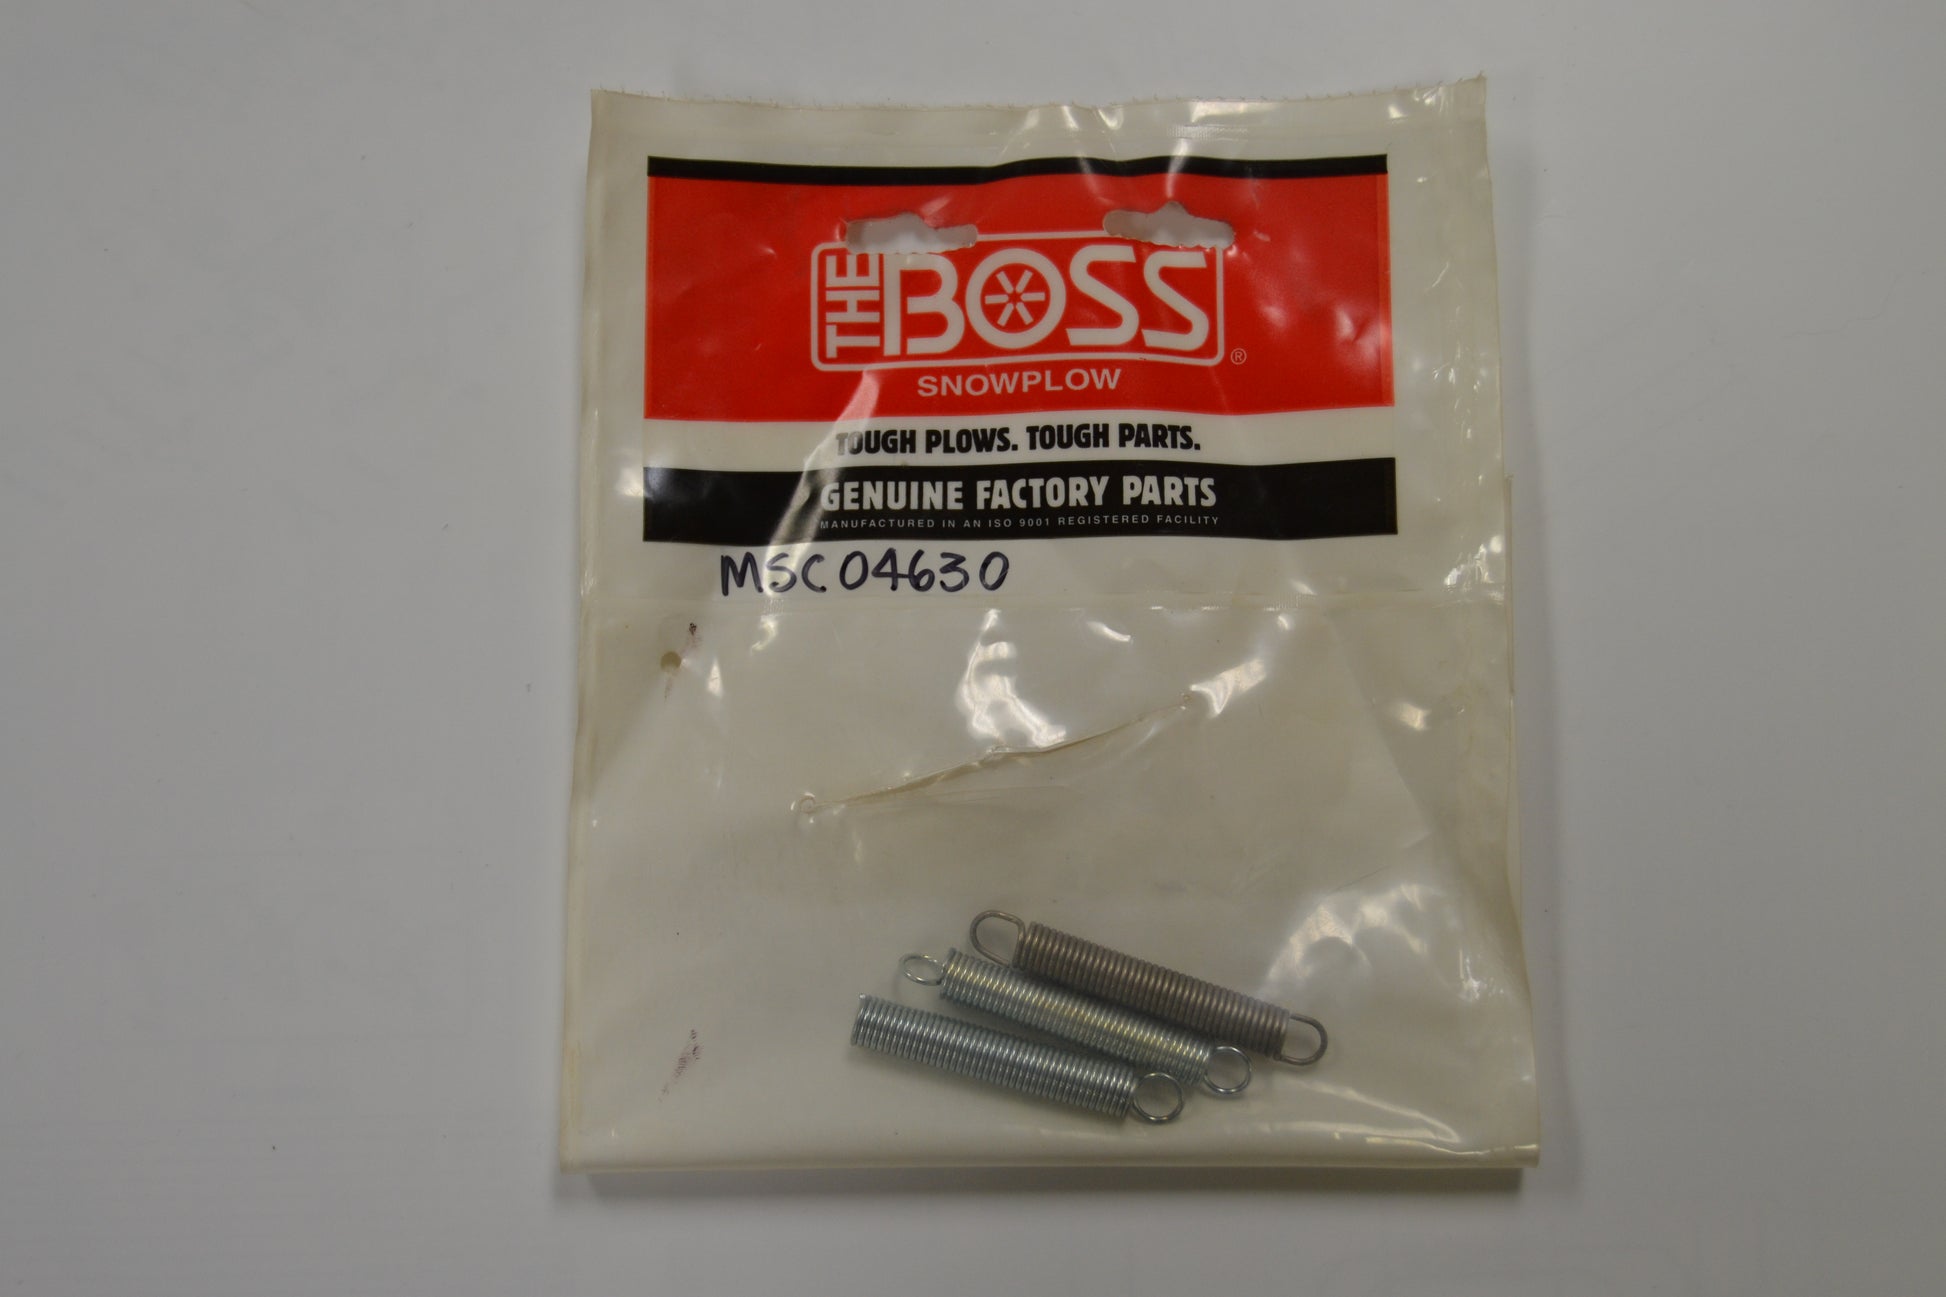 THE BOSS ®
SNOWPLOW
TOUGH PLOWS. TOUGH PARTS.
GENUINE FACTORY PARTS
MANUFACTURED IN AN ISO 9001 REGISTERED FACILITY
MSC04630